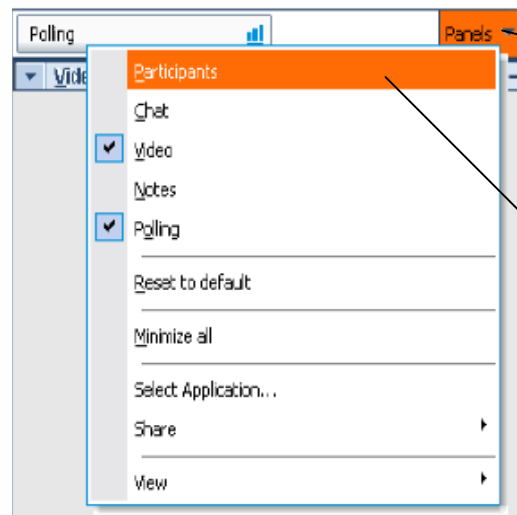 Polling Panels
Vide
Participants
Chat
Video
Notes
Polling
Reset to default
Minimize all
Select Application...
Share
View